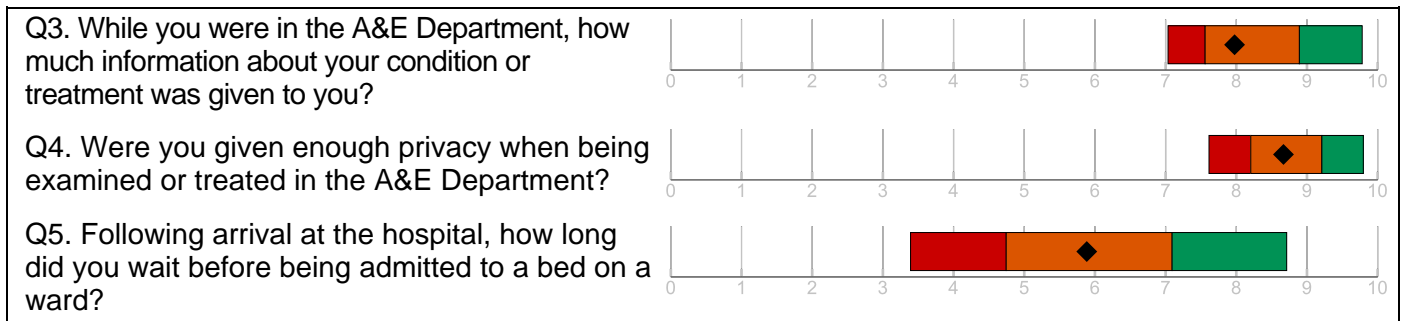 Q3. While you were in the A&E Department, how
much information about your condition or
treatment was given to you?
0 1 2 3 4 5 6 7 8 9 10
Q4. Were you given enough privacy when being
examined or treated in the A&E Department?
0 1 2 3 4 5 6 7 8 9 10
Q5. Following arrival at the hospital, how long
did you wait before being admitted to a bed on a
ward?
0 1 2 3 4 5 6 7 8 9 10